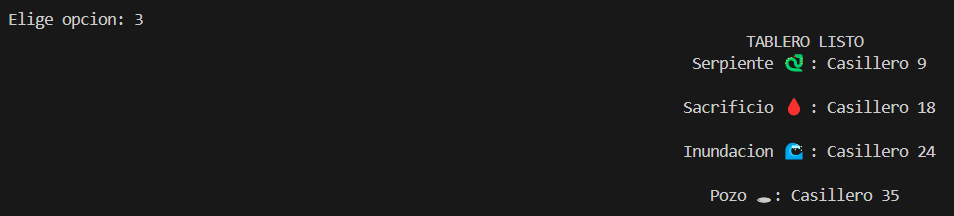 Elige opcion: 3
TABLERO LISTO
Serpiente 🐍 : Casillero 9
Sacrificio 🩸 : Casillero 18
Inundacion 🌊 : Casillero 24
Pozo 🕳️: Casillero 35